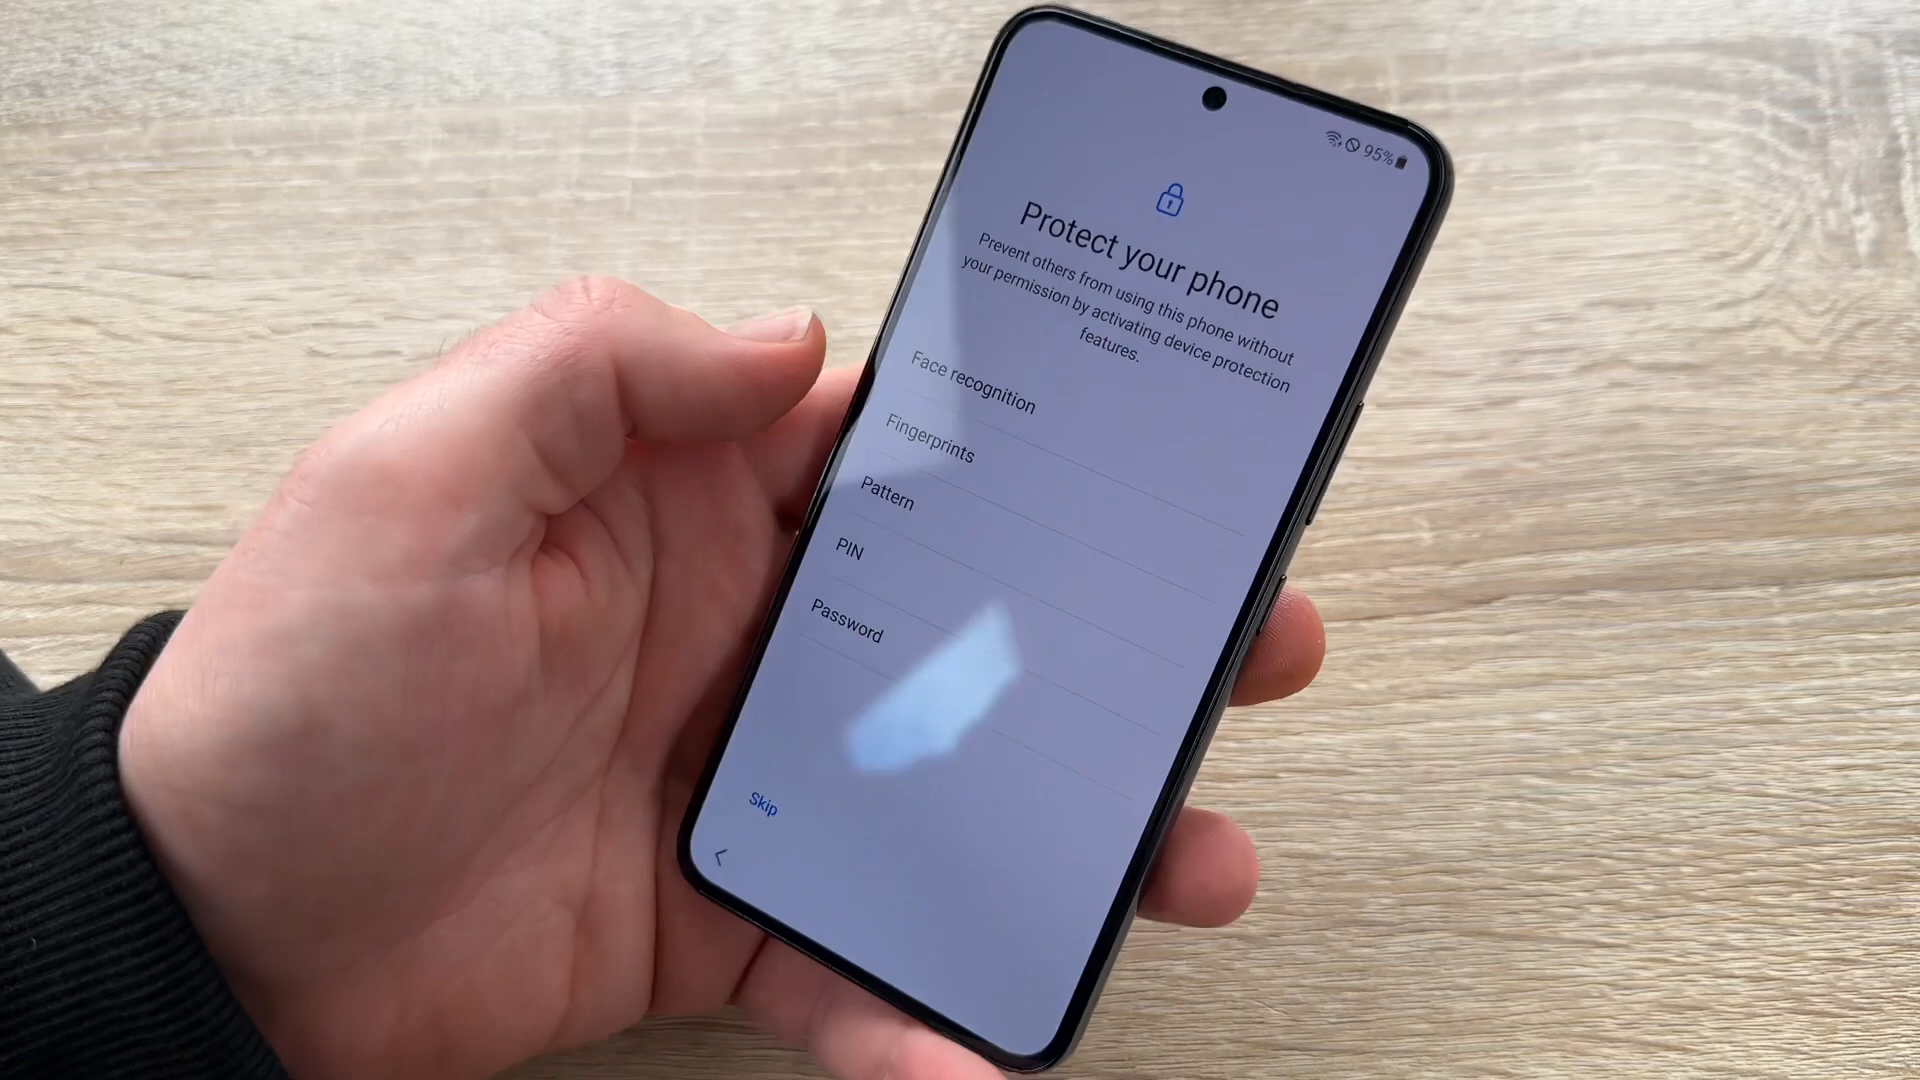 95%
Protect your phone
Prevent others from using this phone without
your permission by activating device protection
features.
Face recognition
Fingerprints
Pattern
PIN
Password
Skip